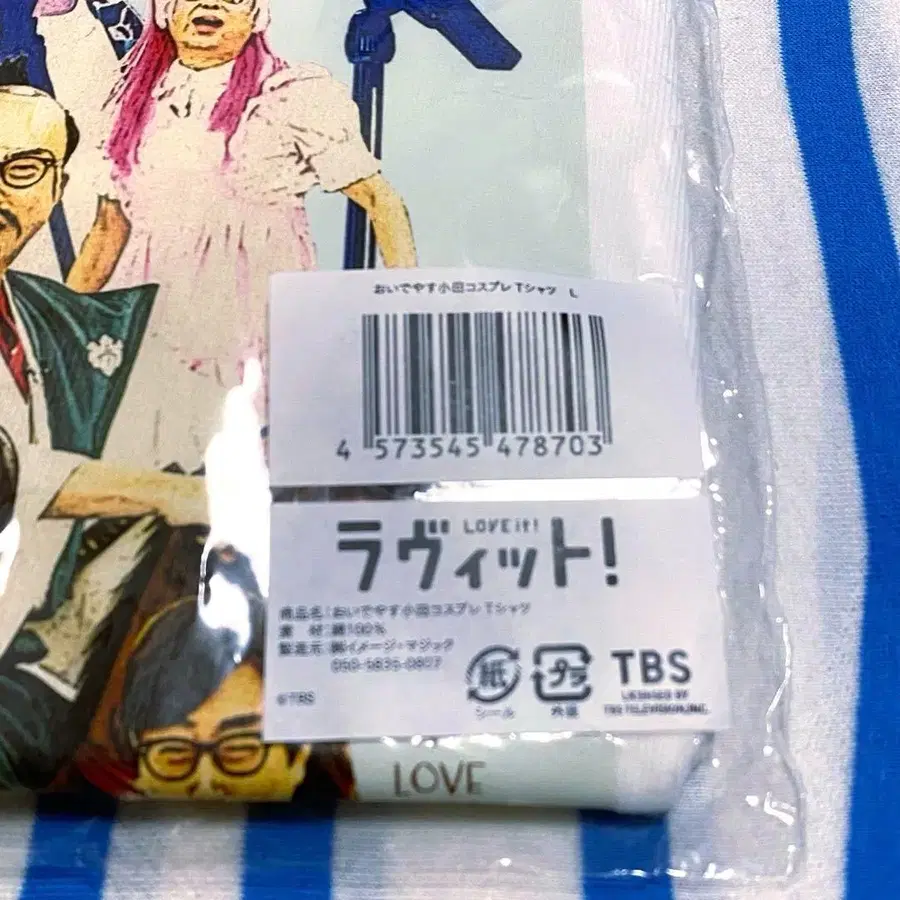 おいでやす小田コスプレTシャツ L
4 573545 478703
LOVE it!
ラヴィット!
商品名:おいでやす小田コスプレTシャツ
素 材:綿100%
製造元:㈱イメージ・マジック
050-5835-0807
©TBS
紙
シール
プラ
外装
TBS
LICENSED BY
TBS TELEVISION,INC.
LOVE